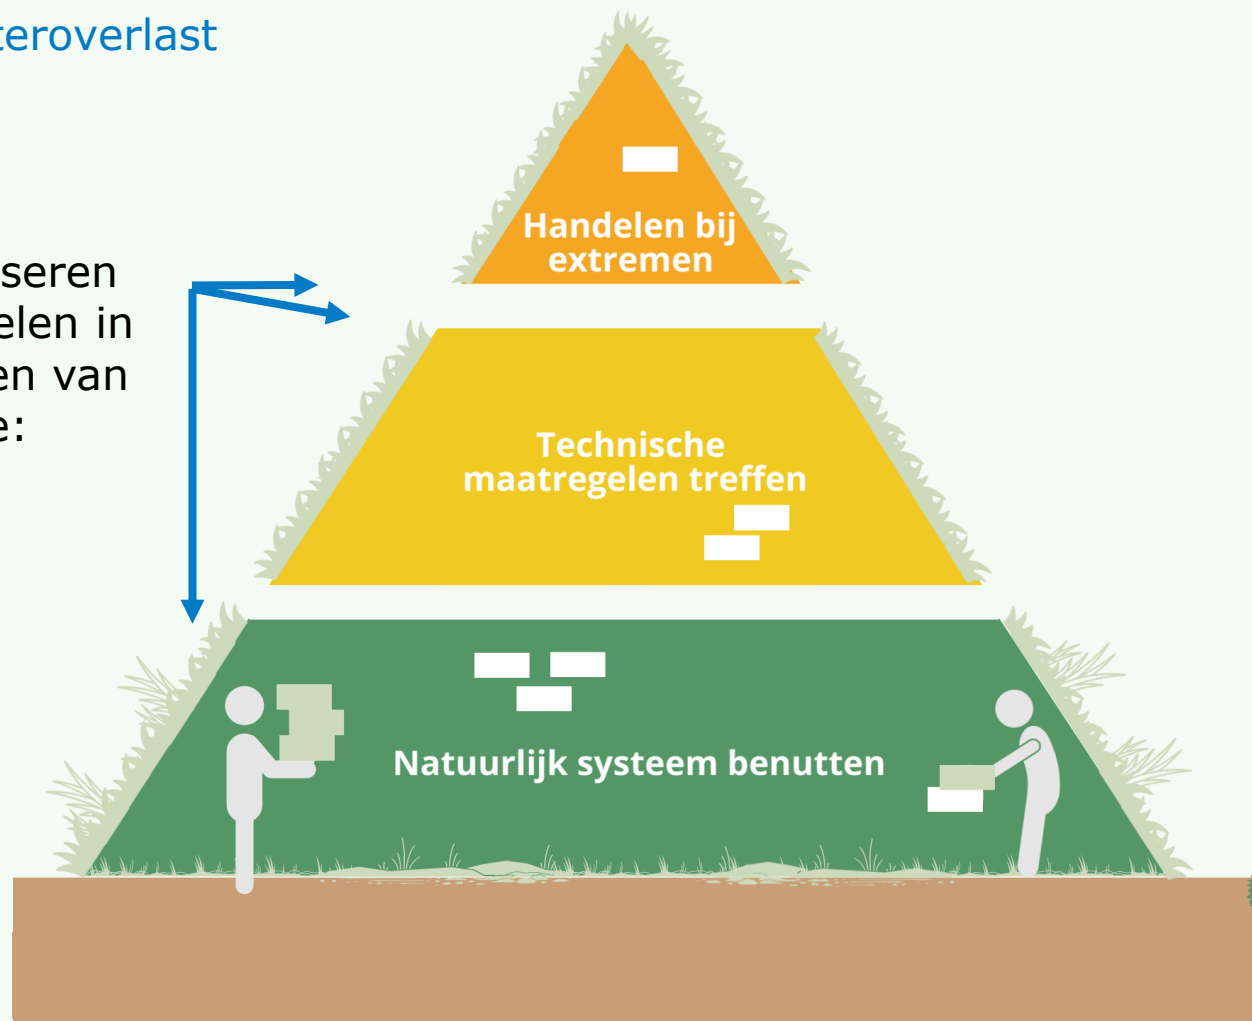 teroverlast
seren
elen in
en van
e:
Handelen bij
extremen
Technische
maatregelen treffen
Natuurlijk systeem benutten